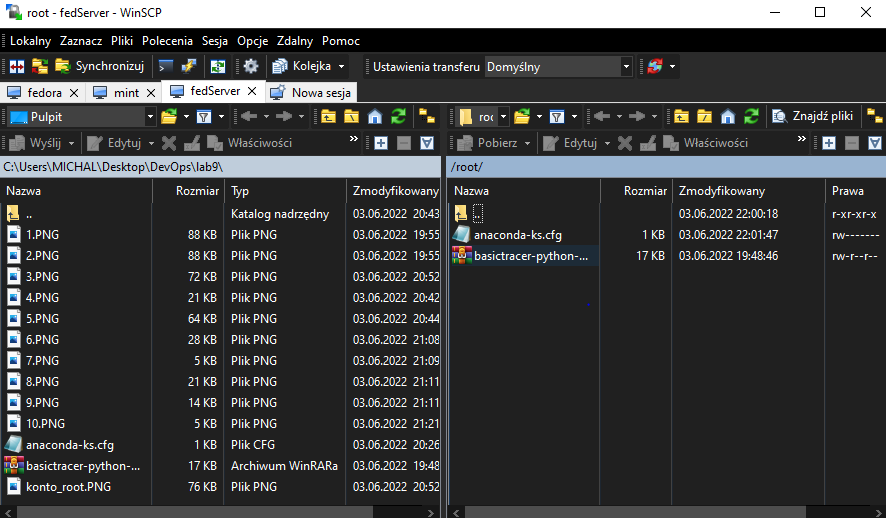 root - fedServer - WinSCP
Lokalny Zaznacz Pliki Polecenia Sesja Opcje Zdalny Pomoc
Synchronizuj Kolejka Ustawienia transferu Domyślny
fedora mint fedServer Nowa sesja
Pulpit
Wyślij Edytuj Właściwości »
C:\Users\MICHAL\Desktop\DevOps\lab9\
Nazwa Rozmiar Typ Zmodyfikowany
.. Katalog nadrzędny 03.06.2022 20:43
1.PNG 88 KB Plik PNG 03.06.2022 19:55
2.PNG 88 KB Plik PNG 03.06.2022 19:55
3.PNG 72 KB Plik PNG 03.06.2022 20:52
4.PNG 21 KB Plik PNG 03.06.2022 20:42
5.PNG 64 KB Plik PNG 03.06.2022 20:44
6.PNG 28 KB Plik PNG 03.06.2022 21:08
7.PNG 5 KB Plik PNG 03.06.2022 21:09
8.PNG 21 KB Plik PNG 03.06.2022 21:11
9.PNG 14 KB Plik PNG 03.06.2022 21:11
10.PNG 5 KB Plik PNG 03.06.2022 21:21
anaconda-ks.cfg 1 KB Plik CFG 03.06.2022 20:26
basictracer-python-... 17 KB Archiwum WinRARa 03.06.2022 19:48
konto_root.PNG 76 KB Plik PNG 03.06.2022 20:52
Znajdź pliki
Pobierz Edytuj Właściwości »
/root/
Nazwa Rozmiar Zmodyfikowany Prawa
.. 03.06.2022 22:00:18 r-xr-xr-x
anaconda-ks.cfg 1 KB 03.06.2022 22:01:47 rw-------
basictracer-python-... 17 KB 03.06.2022 19:48:46 rw-r--r--